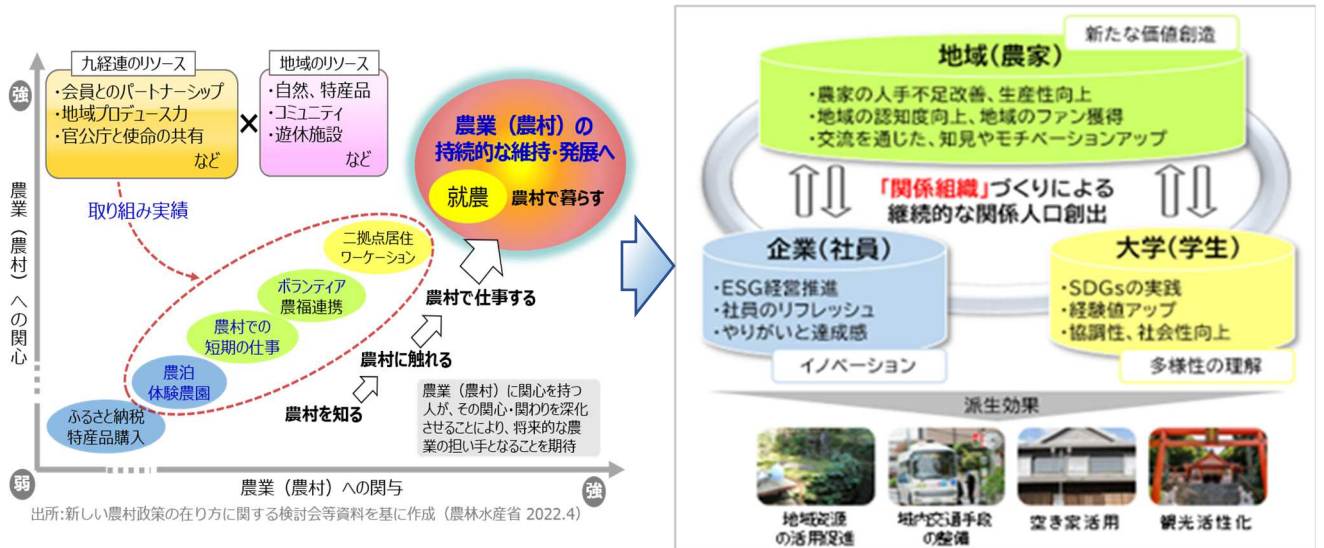 九経連のリソース
・会員とのパートナーシップ
・地域プロデュース力
・官公庁と使命の共有
など
×
地域のリソース
・自然、特産品
・コミュニティ
・遊休施設
など
強
農業（農村）への関心
弱
取り組み実績
農業（農村）の
持続的な維持・発展へ
就農
農村で暮らす
二拠点居住
ワーケーション
ボランティア
農福連携
農村での
短期の仕事
農泊
体験農園
ふるさと納税
特産品購入
農村で仕事する
農村に触れる
農村を知る
農業（農村）に関心を持つ
人が、その関心・関わりを深化
させることにより、将来的な農
業の担い手となることを期待
農業（農村）への関与
強
出所:新しい農村政策の在り方に関する検討会等資料を基に作成（農林水産省 2022.4）
新たな価値創造
地域（農家）
・農家の人手不足改善、生産性向上
・地域の認知度向上、地域のファン獲得
・交流を通じた、知見やモチベーションアップ
「関係組織」づくりによる
継続的な関係人口創出
企業(社員)
・ESG経営推進
・社員のリフレッシュ
・やりがいと達成感
イノベーション
大学(学生)
・SDGsの実践
・経験値アップ
・協調性、社会性向上
多様性の理解
派生効果
地域資源
の活用促進
域内交通手段
の整備
空き家活用
観光活性化